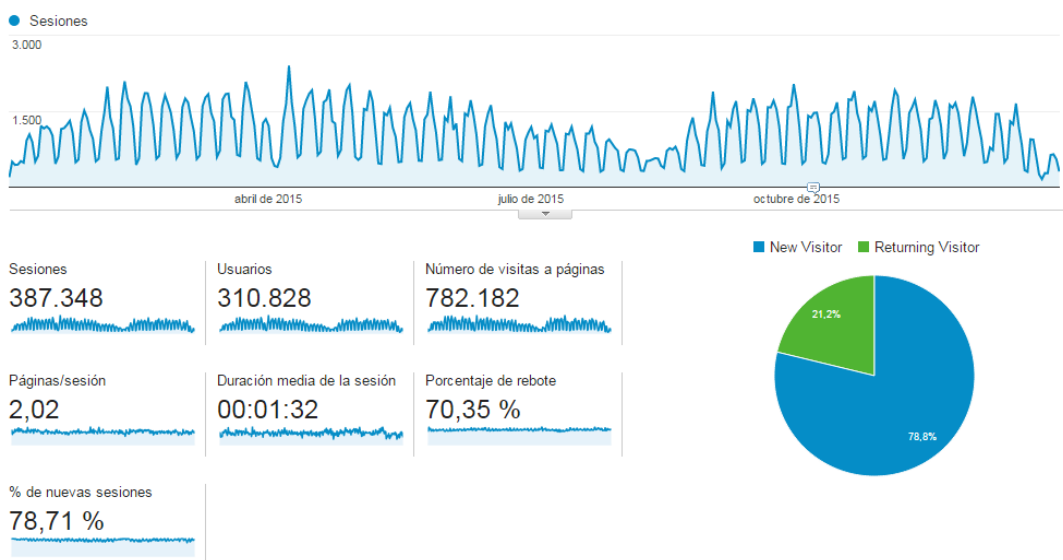 Sesiones
3.000
1.500
abril de 2015
julio de 2015
octubre de 2015
New Visitor
Returning Visitor
Sesiones
387.348
Usuarios
310.828
Número de visitas a páginas
782.182
Páginas/sesión
2,02
Duración media de la sesión
00:01:32
Porcentaje de rebote
70,35 %
% de nuevas sesiones
78,71 %
21,2%
78,8%